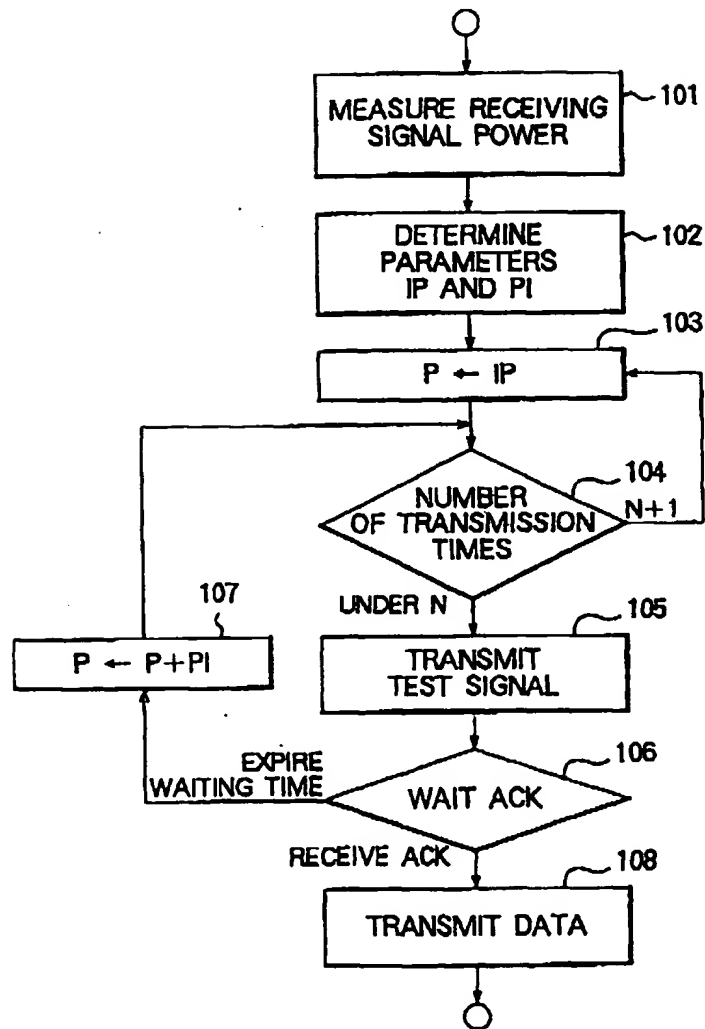 MEASURE RECEIVING
SIGNAL POWER
101
DETERMINE
PARAMETERS
IP AND PI
102
103
P ← IP
104
NUMBER
OF TRANSMISSION
TIMES
N+1
UNDER N
107
P ← P+PI
105
TRANSMIT
TEST SIGNAL
EXPIRE
WAITING TIME
106
WAIT ACK
RECEIVE ACK
108
TRANSMIT DATA